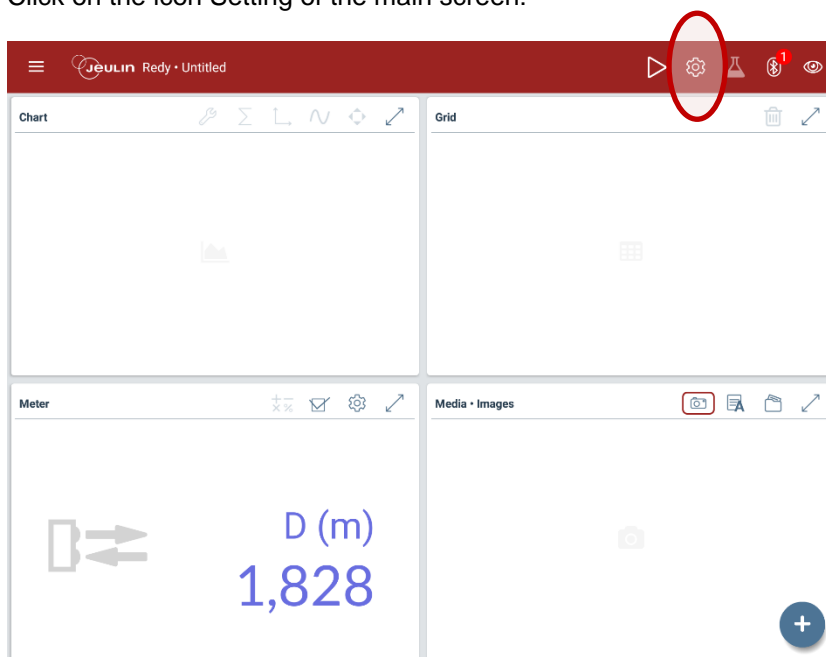 Click on the icon Setting of the main screen.
Jeulin Redy • Untitled
1
Chart
Grid
Meter
Media • Images
D (m)
1,828